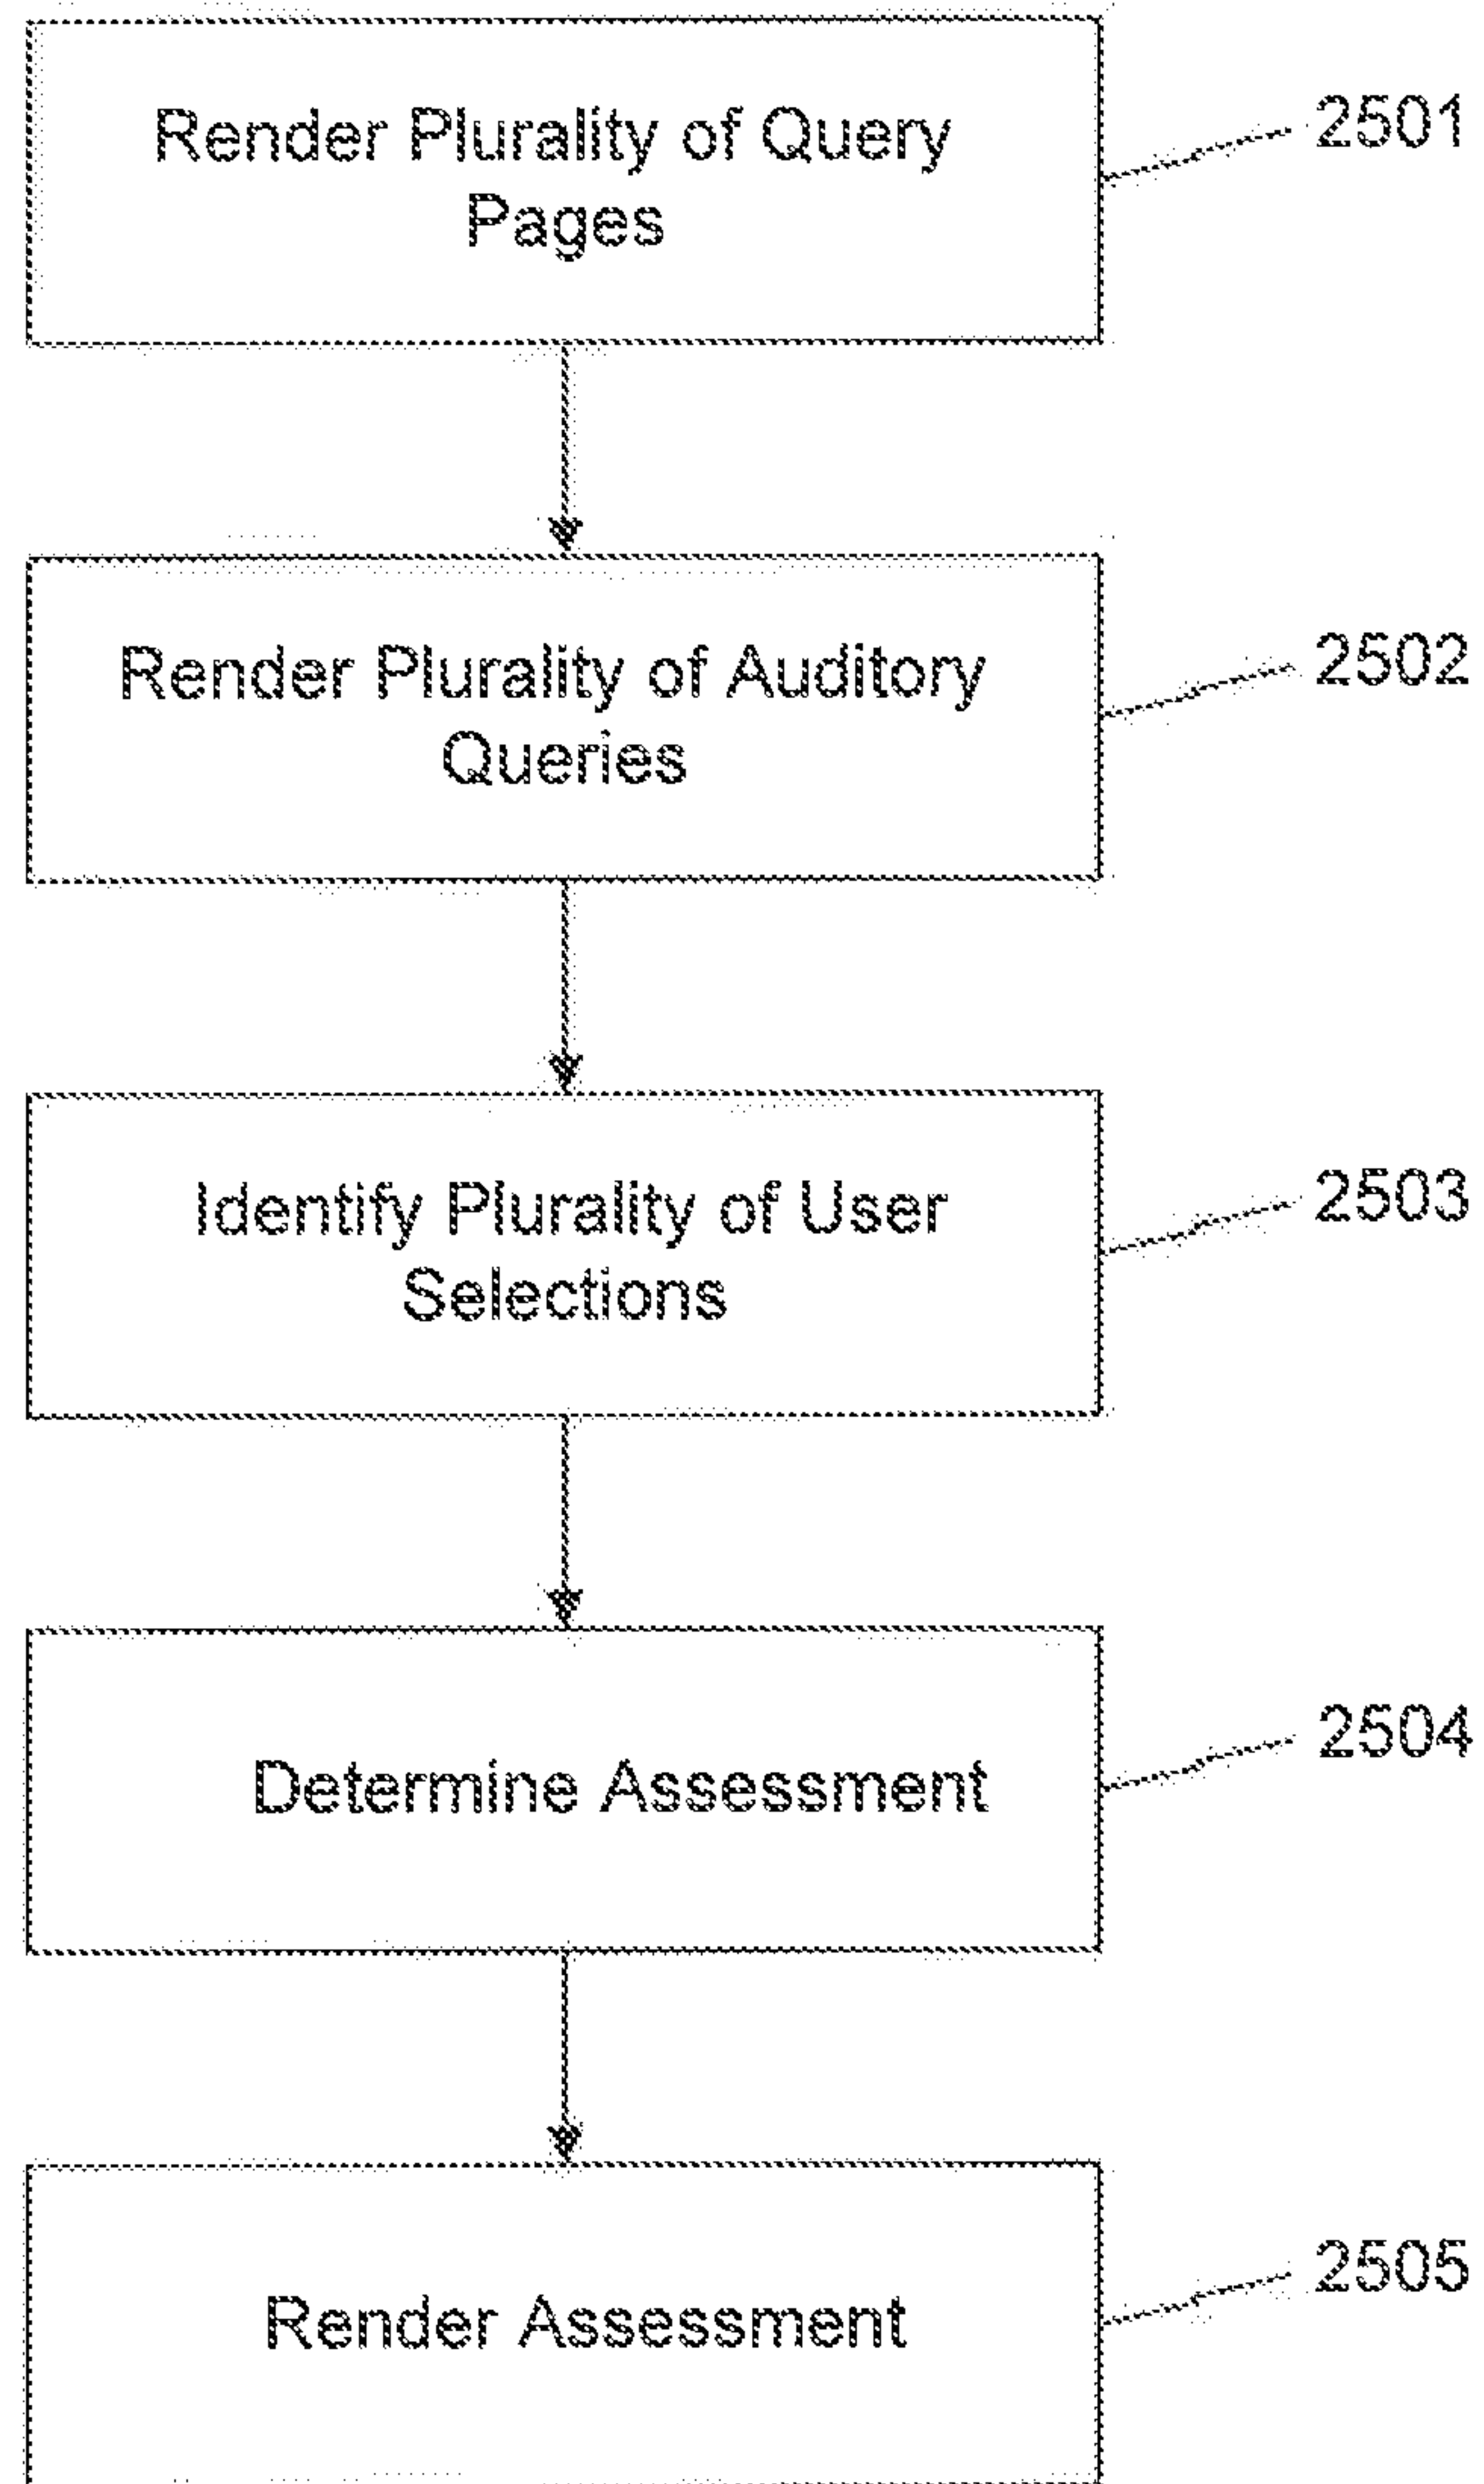 Render Plurality of Query
Pages
2501
Render Plurality of Auditory
Queries
2502
Identify Plurality of User
Selections
2503
Determine Assessment
2504
Render Assessment
2505